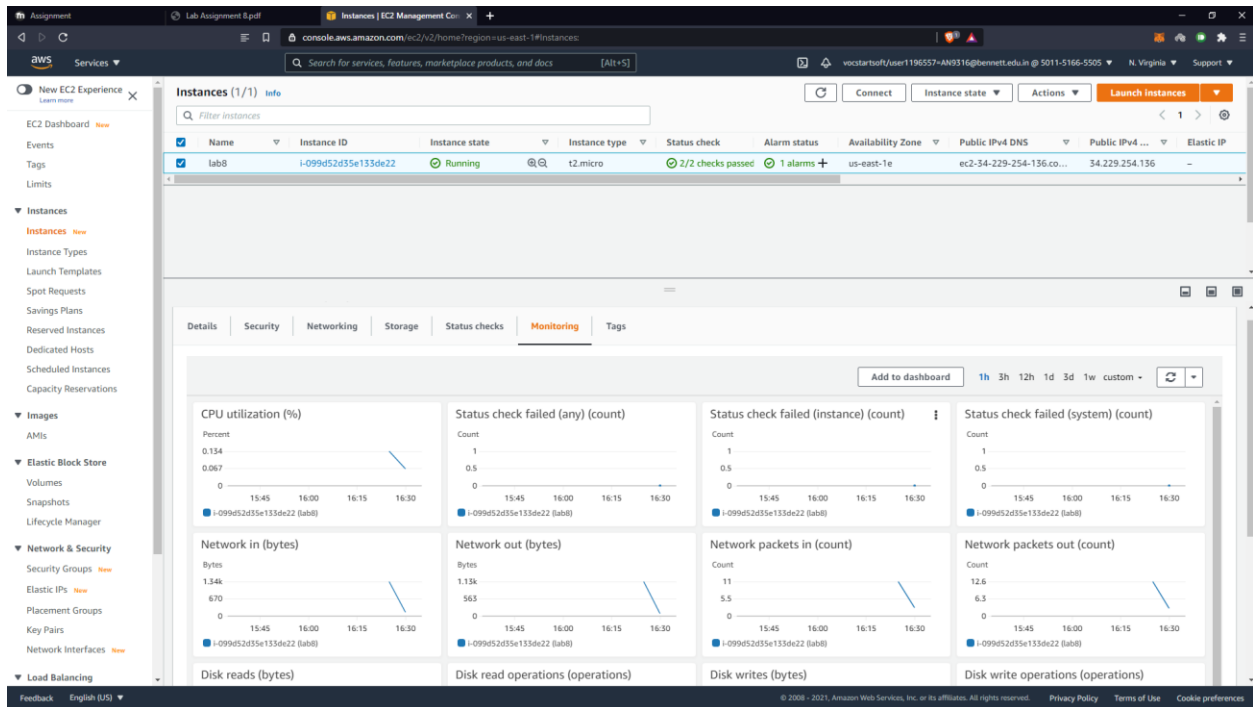 Assignment
Lab Assignment 8.pdf
Instances | EC2 Management Con
console.aws.amazon.com/ec2/v2/home?region=us-east-1#Instances:
aws
Services
Search for services, features, marketplace products, and docs [Alt+S]
vocstartsoft/user1196557=AN9316@bennett.edu.in @ 5011-5166-5505
N. Virginia
Support
New EC2 Experience
Learn more
EC2 Dashboard New
Events
Tags
Limits
Instances
Instances New
Instance Types
Launch Templates
Spot Requests
Savings Plans
Reserved Instances
Dedicated Hosts
Scheduled Instances
Capacity Reservations
Images
AMIs
Elastic Block Store
Volumes
Snapshots
Lifecycle Manager
Network & Security
Security Groups New
Elastic IPs New
Placement Groups
Key Pairs
Network Interfaces New
Load Balancing
Instances (1/1) Info
Connect
Instance state
Actions
Launch instances
Filter instances
1
Name Instance ID Instance state Instance type Status check Alarm status Availability Zone Public IPv4 DNS Public IPv4 ... Elastic IP
lab8 i-099d52d35e133de22 Running t2.micro 2/2 checks passed 1 alarms + us-east-1e ec2-34-229-254-136.co... 34.229.254.136 –
Details Security Networking Storage Status checks Monitoring Tags
Add to dashboard 1h 3h 12h 1d 3d 1w custom
CPU utilization (%)
Percent
0.134
0.067
0
15:45 16:00 16:15 16:30
i-099d52d35e133de22 (lab8)
Status check failed (any) (count)
Count
1
0.5
0
15:45 16:00 16:15 16:30
i-099d52d35e133de22 (lab8)
Status check failed (instance) (count)
Count
1
0.5
0
15:45 16:00 16:15 16:30
i-099d52d35e133de22 (lab8)
Status check failed (system) (count)
Count
1
0.5
0
15:45 16:00 16:15 16:30
i-099d52d35e133de22 (lab8)
Network in (bytes)
Bytes
1.34k
670
0
15:45 16:00 16:15 16:30
i-099d52d35e133de22 (lab8)
Network out (bytes)
Bytes
1.13k
563
0
15:45 16:00 16:15 16:30
i-099d52d35e133de22 (lab8)
Network packets in (count)
Count
11
5.5
0
15:45 16:00 16:15 16:30
i-099d52d35e133de22 (lab8)
Network packets out (count)
Count
12.6
6.3
0
15:45 16:00 16:15 16:30
i-099d52d35e133de22 (lab8)
Disk reads (bytes)
Disk read operations (operations)
Disk writes (bytes)
Disk write operations (operations)
Feedback English (US)
© 2008 - 2021, Amazon Web Services, Inc. or its affiliates. All rights reserved. Privacy Policy Terms of Use Cookie preferences